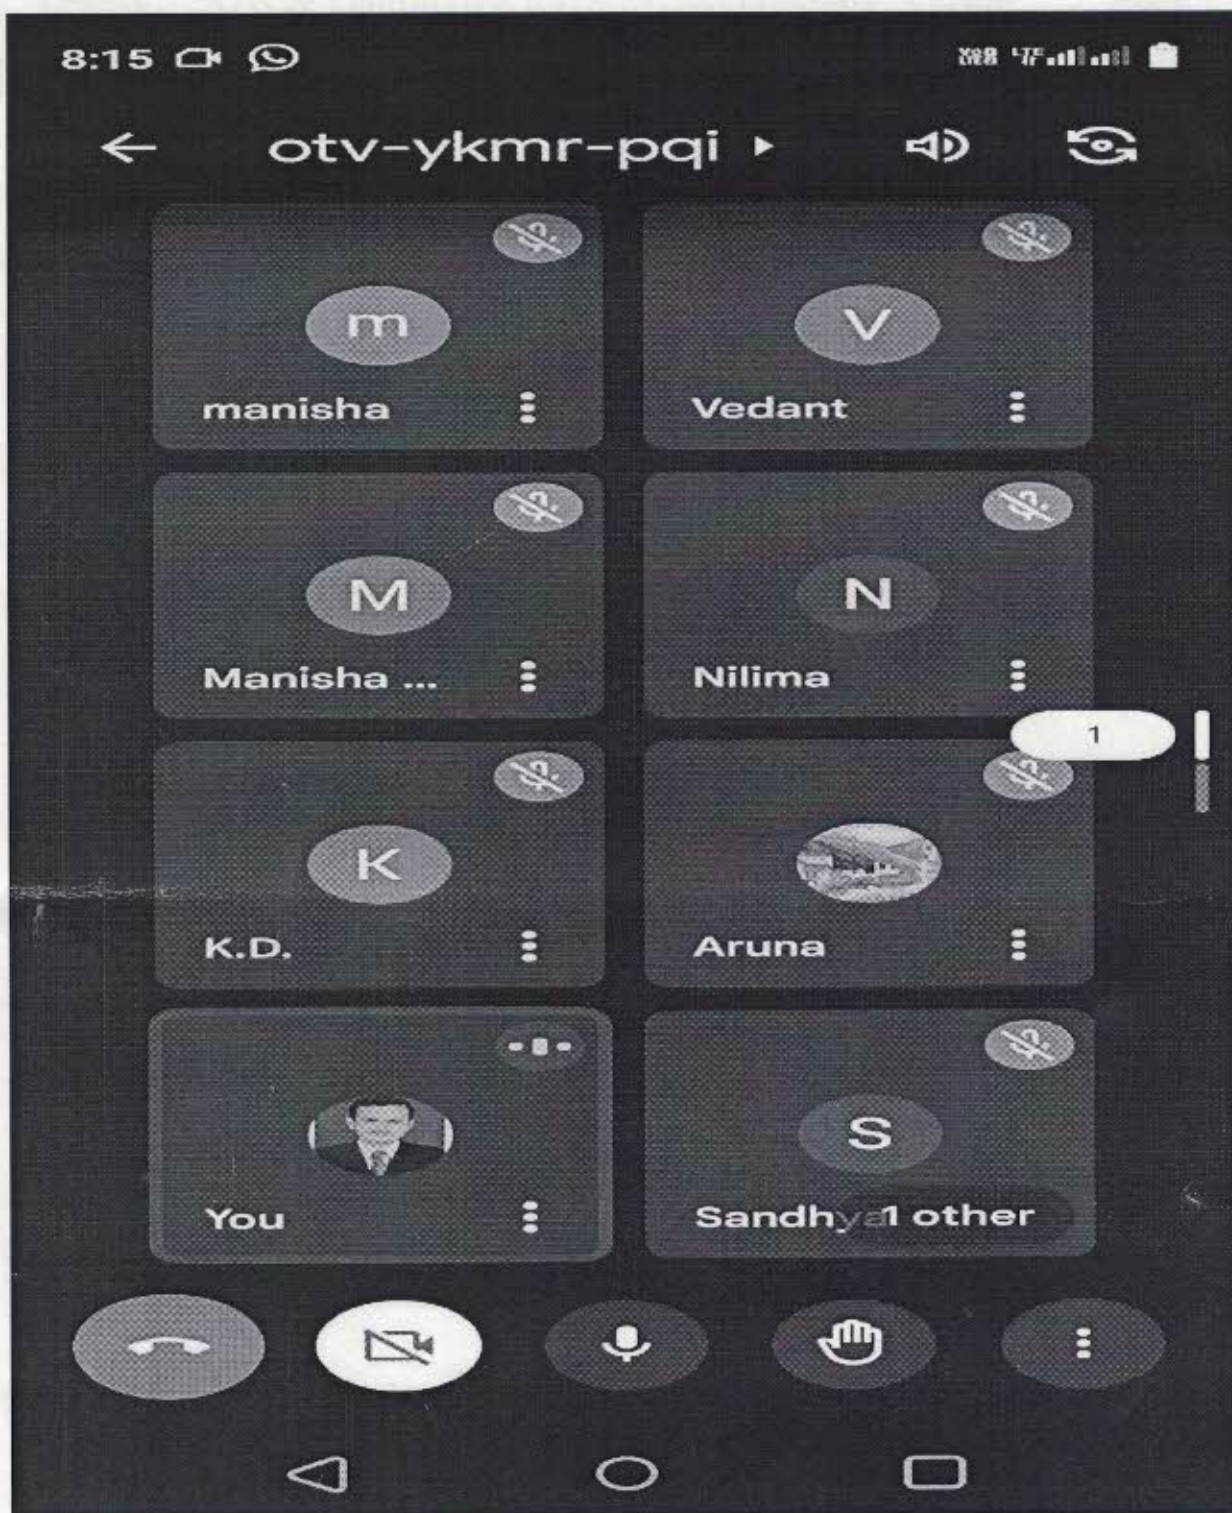 8:15
otv-ykmr-pqi
m
V
manisha
Vedant
M
N
Manisha ...
Nilima
1
K
K.D.
Aruna
S
You
Sandhya
1 other